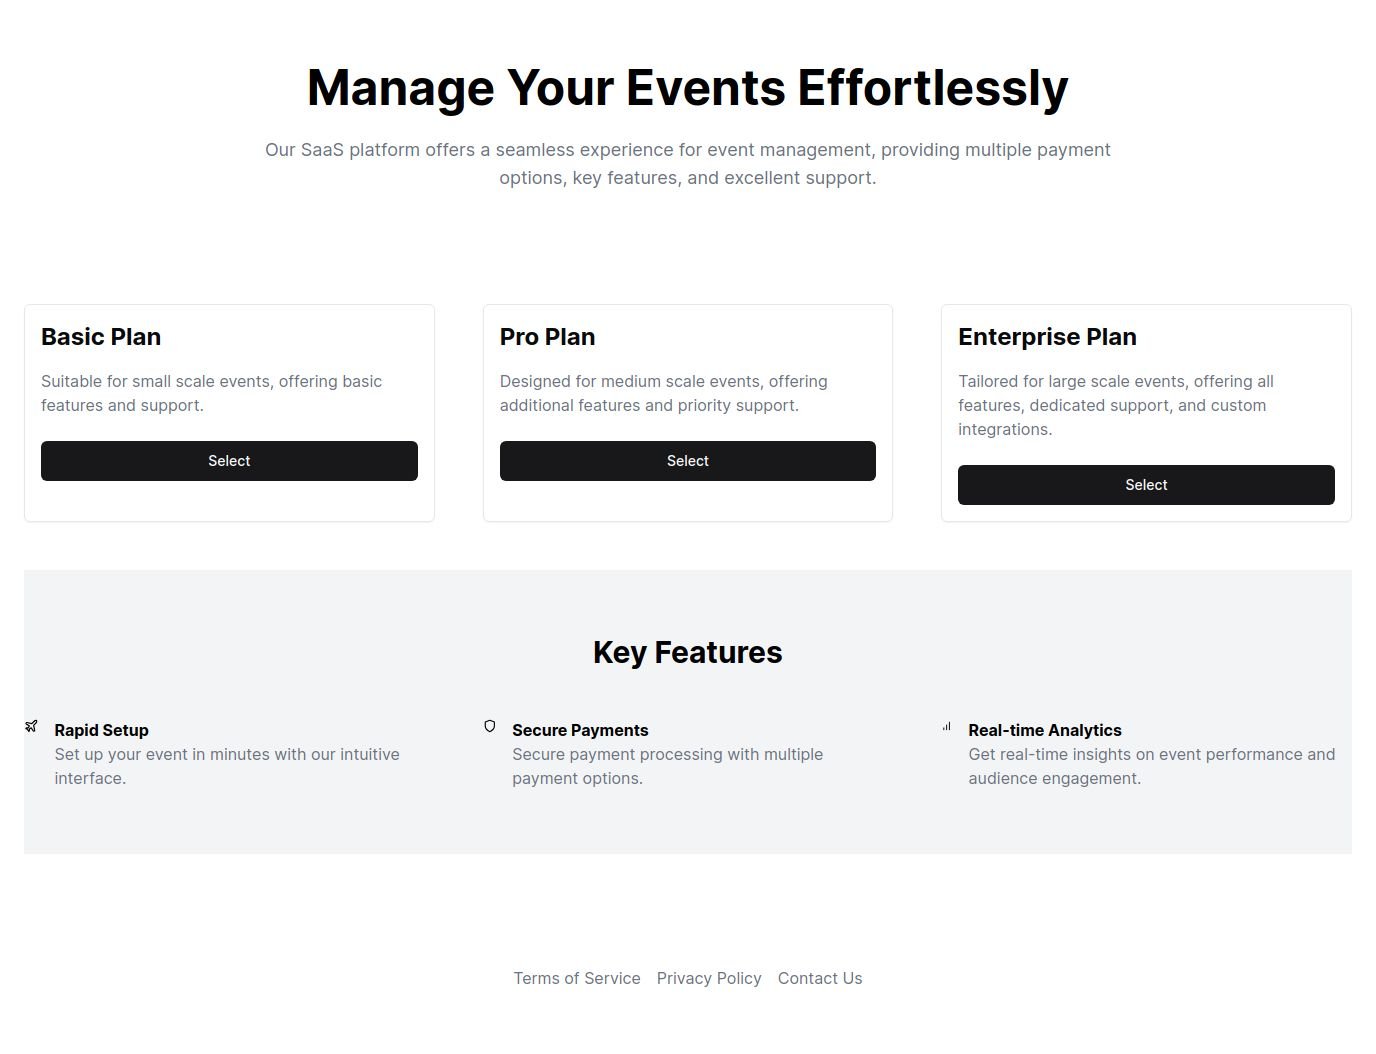 Manage Your Events Effortlessly
Our SaaS platform offers a seamless experience for event management, providing multiple payment
options, key features, and excellent support.
Basic Plan
Suitable for small scale events, offering basic
features and support.
Select
Pro Plan
Designed for medium scale events, offering
additional features and priority support.
Select
Enterprise Plan
Tailored for large scale events, offering all
features, dedicated support, and custom
integrations.
Select
Key Features
Rapid Setup
Set up your event in minutes with our intuitive
interface.
Secure Payments
Secure payment processing with multiple
payment options.
Real-time Analytics
Get real-time insights on event performance and
audience engagement.
Terms of Service Privacy Policy Contact Us